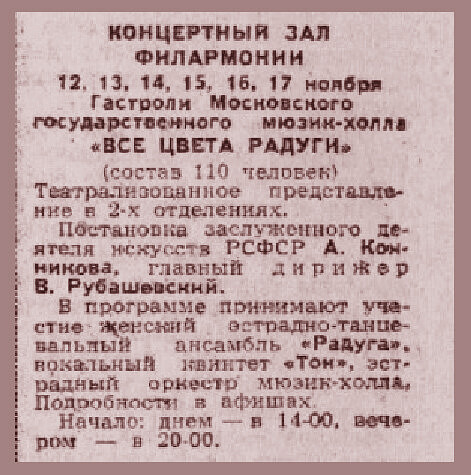 КОНЦЕРТНЫЙ ЗАЛ
ФИЛАРМОНИИ
12, 13, 14, 15, 16, 17 ноября
Гастроли Московского
государственного мюзик-холла
«ВСЕ ЦВЕТА РАДУГИ»
(состав 110 человек)
Театрализованное представле-
ние в 2-х отделениях.
Постановка заслуженного де-
ятеля искусств РСФСР А. Кон-
никова, главный дирижер
В. Рубашевский.
В программе принимают уча-
стие женский эстрадно-танце-
вальный ансамбль «Радуга»,
вокальный квинтет «Тон», эст-
радный оркестр мюзик-холла,
Подробности в афишах.
Начало: днем — в 14-00, вече-
ром — в 20-00.